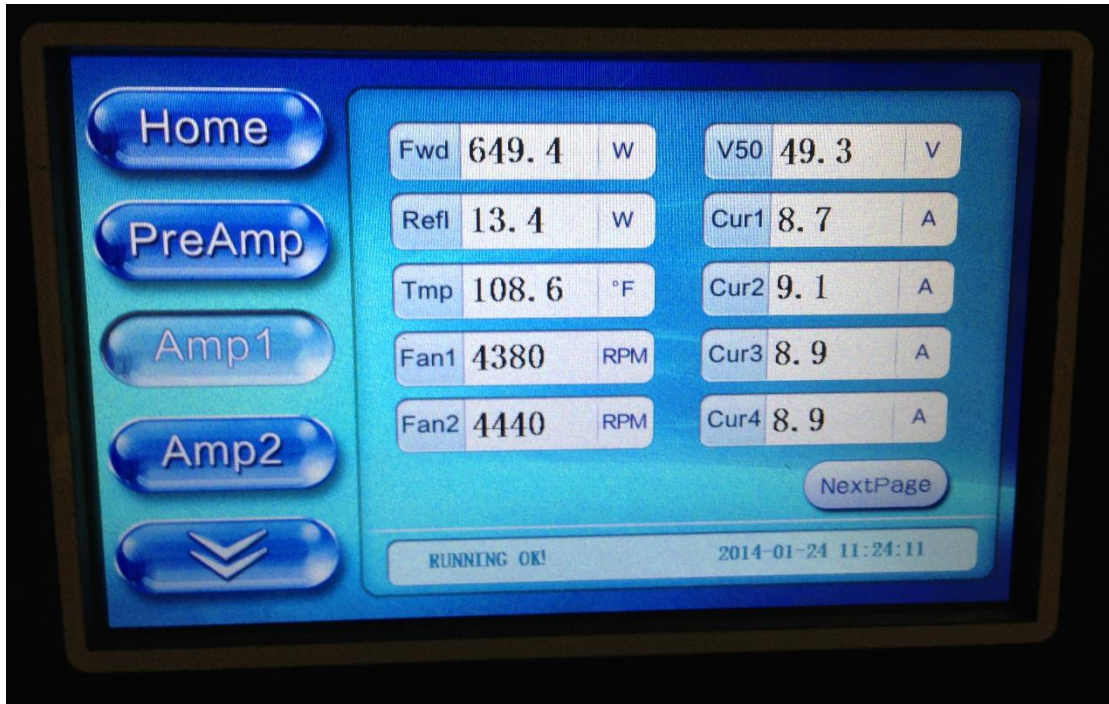 Home
PreAmp
Amp1
Amp2
Fwd 649.4 W
Refl 13.4 W
Tmp 108.6 °F
Fan1 4380 RPM
Fan2 4440 RPM
V50 49.3 V
Cur1 8.7 A
Cur2 9.1 A
Cur3 8.9 A
Cur4 8.9 A
NextPage
RUNNING OK! 2014-01-24 11:24:11